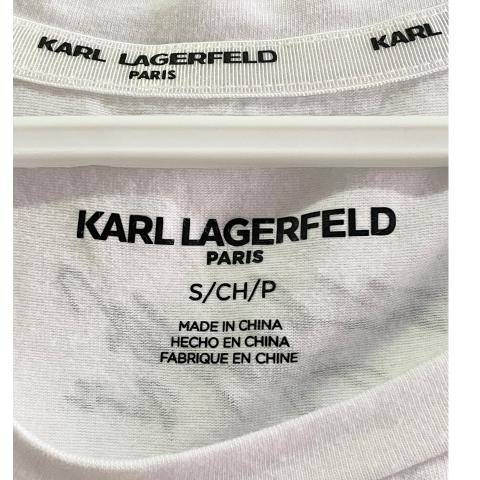 KARL LAGERFELD
PARIS
KARL
KARL LAGERFELD
PARIS
S/CH/P
MADE IN CHINA
HECHO EN CHINA
FABRIQUE EN CHINE